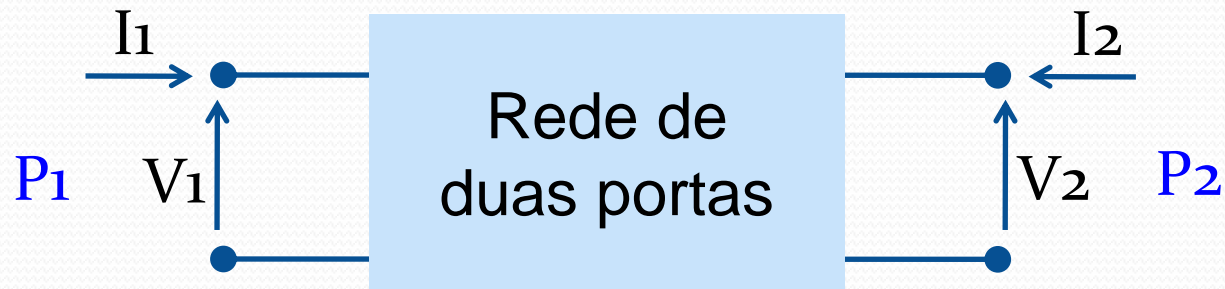 I1
I2
Rede de
duas portas
P1
V1
V2
P2